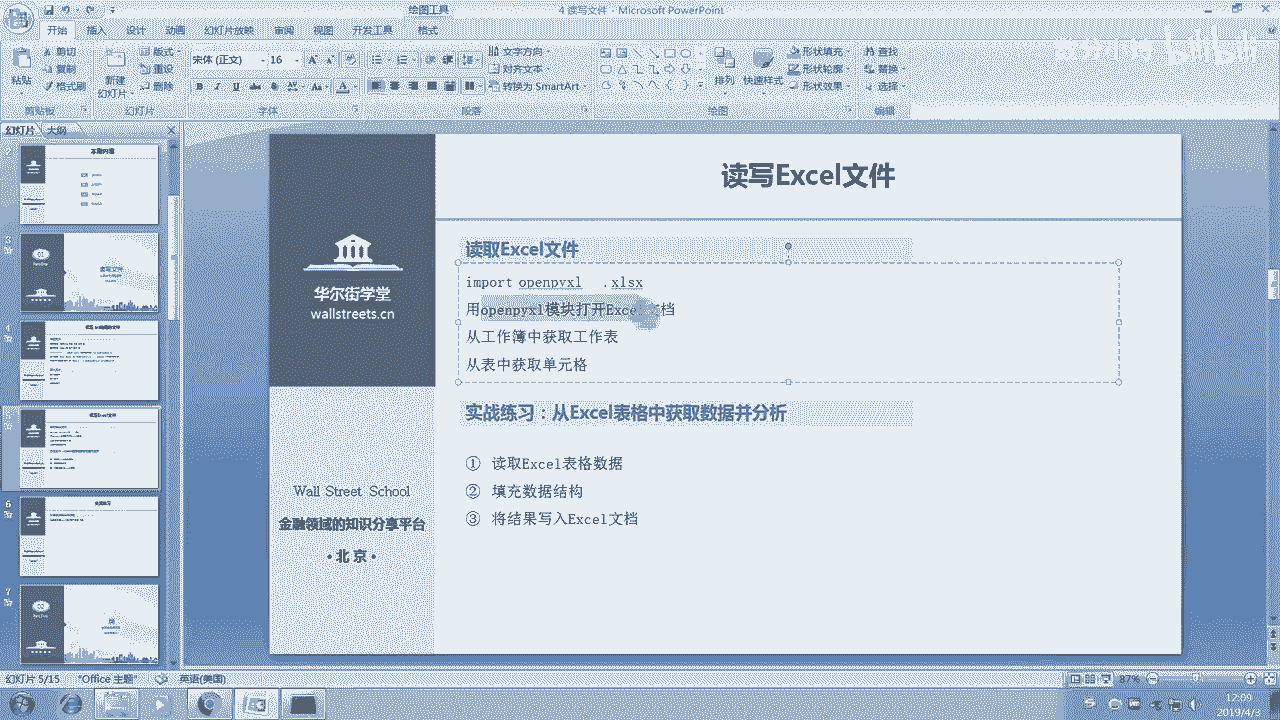 绘图工具
4 读写文件 - Microsoft PowerPoint
开始 插入 设计 动画 幻灯片放映 审阅 视图 开发工具 格式
粘贴
剪切
复制
格式刷
剪贴板
新建
幻灯片
版式
重设
删除
幻灯片
宋体 (正文) 16
字体
文字方向
对齐文本
转换为 SmartArt
段落
排列
快速样式
形状填充
形状轮廓
形状效果
绘图
查找
替换
选择
编辑
幻灯片 大纲
读写Excel文件
读取Excel文件
import openpyxl .xlsx
用openpyxl模块打开Excel文档
从工作簿中获取工作表
从表中获取单元格
实战练习：从Excel表格中获取数据并分析
① 读取Excel表格数据
② 填充数据结构
③ 将结果写入Excel文档
华尔街学堂
wallstreets.cn
Wall Street School
金融领域的知识分享平台
• 北 京 •
3
4
6
7
幻灯片 5/15 "Office 主题" 英语(美国)
87%
12:09
2019/4/3